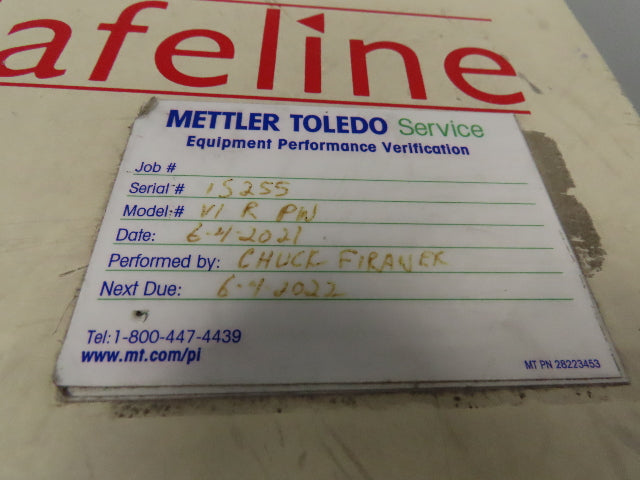 afeline
METTLER TOLEDO Service
Equipment Performance Verification
Job #
Serial # 15255
Model # V1 R PW
Date: 6-4-2021
Performed by: CHUCK FIRANEK
Next Due: 6-4-2022
Tel: 1-800-447-4439
www.mt.com/pi
MT PN 28223453